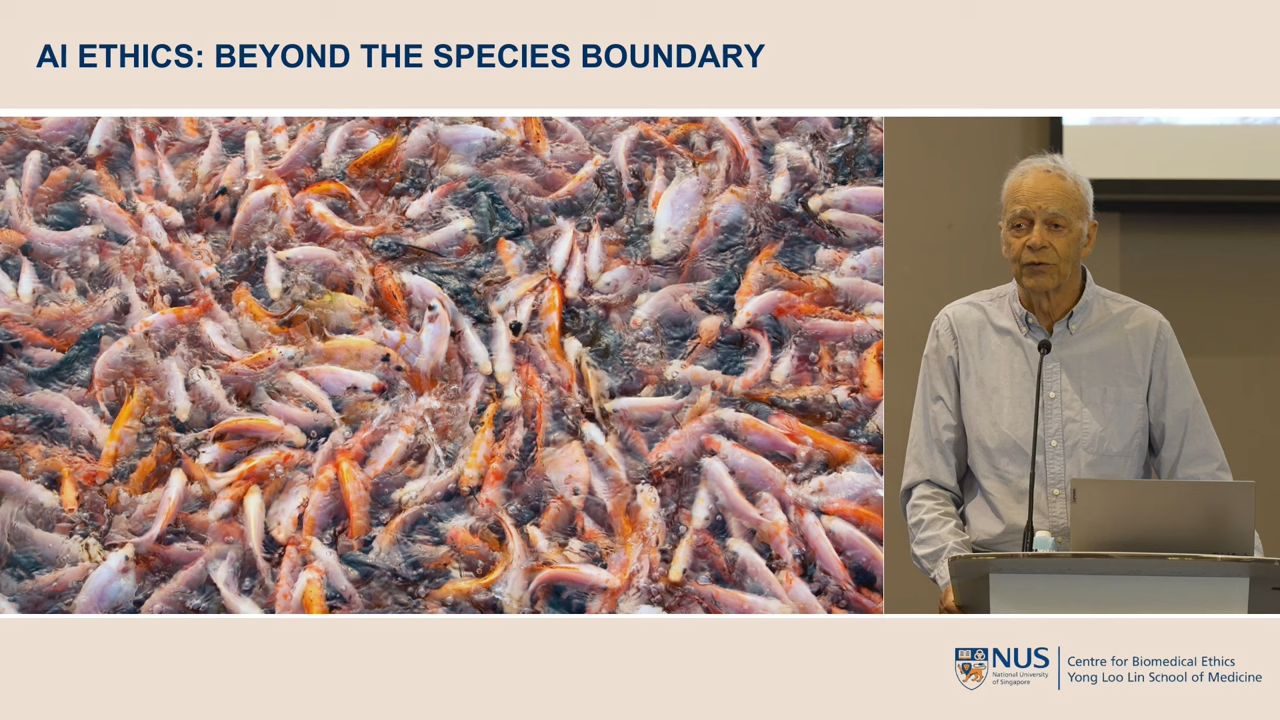 AI ETHICS: BEYOND THE SPECIES BOUNDARY
NUS
National University
of Singapore
Centre for Biomedical Ethics
Yong Loo Lin School of Medicine